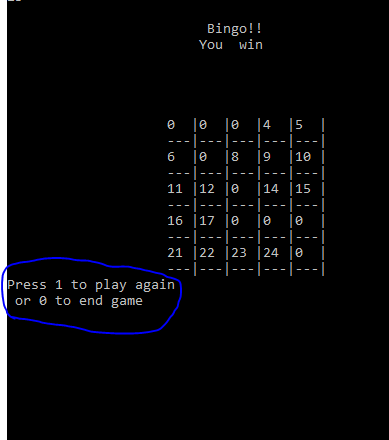 Bingo!!
You win
0 |0 |0 |4 |5 |
---|---|---|---|---|
6 |0 |8 |9 |10 |
---|---|---|---|---|
11 |12 |0 |14 |15 |
---|---|---|---|---|
16 |17 |0 |0 |0 |
---|---|---|---|---|
21 |22 |23 |24 |0 |
---|---|---|---|---|
Press 1 to play again
or 0 to end game